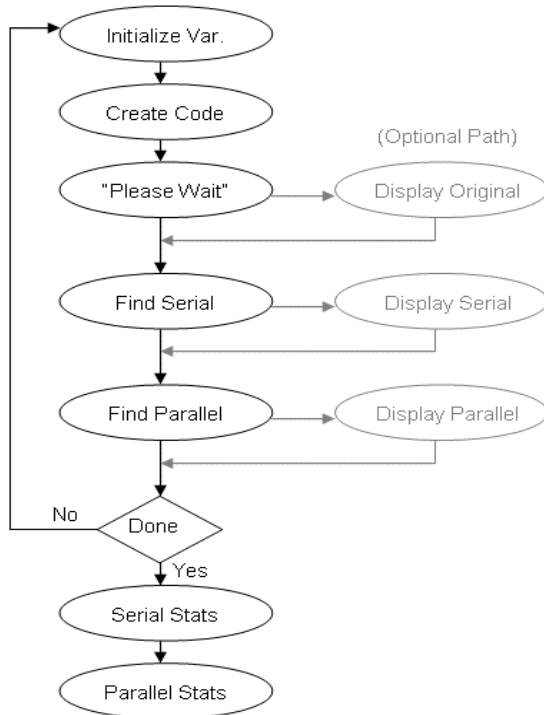 Initialize Var.
Create Code
(Optional Path)
"Please Wait"
Display Original
Find Serial
Display Serial
Find Parallel
Display Parallel
No
Done
Yes
Serial Stats
Parallel Stats